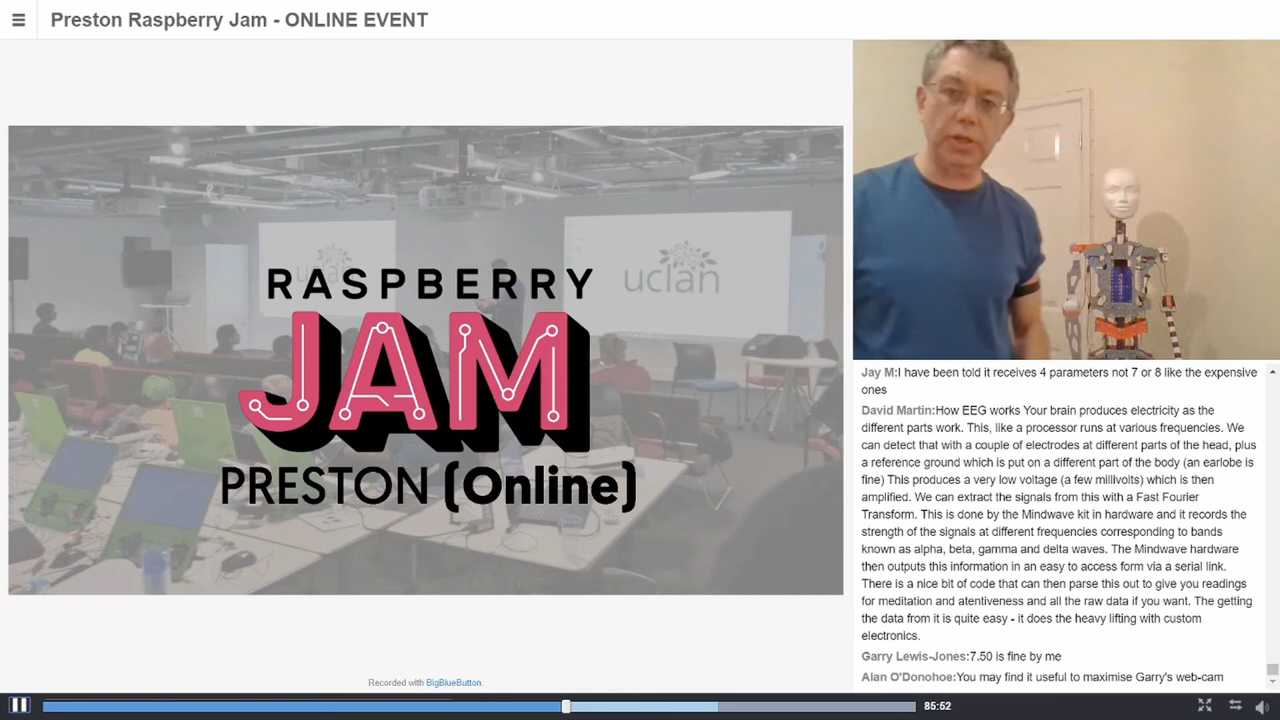 Preston Raspberry Jam - ONLINE EVENT
uclan
uclan
RASPBERRY
JAM
PRESTON (Online)
Jay M:I have been told it receives 4 parameters not 7 or 8 like the expensive
ones
David Martin:How EEG works Your brain produces electricity as the
different parts work. This, like a processor runs at various frequencies. We
can detect that with a couple of electrodes at different parts of the head, plus
a reference ground which is put on a different part of the body (an earlobe is
fine) This produces a very low voltage (a few millivolts) which is then
amplified. We can extract the signals from this with a Fast Fourier
Transform. This is done by the Mindwave kit in hardware and it records the
strength of the signals at different frequencies corresponding to bands
known as alpha, beta, gamma and delta waves. The Mindwave hardware
then outputs this information in an easy to access form via a serial link.
There is a nice bit of code that can then parse this out to give you readings
for meditation and atentiveness and all the raw data if you want. The getting
the data from it is quite easy - it does the heavy lifting with custom
electronics.
Garry Lewis-Jones:7.50 is fine by me
Alan O'Donohoe:You may find it useful to maximise Garry's web-cam
Recorded with BigBlueButton.
85:52